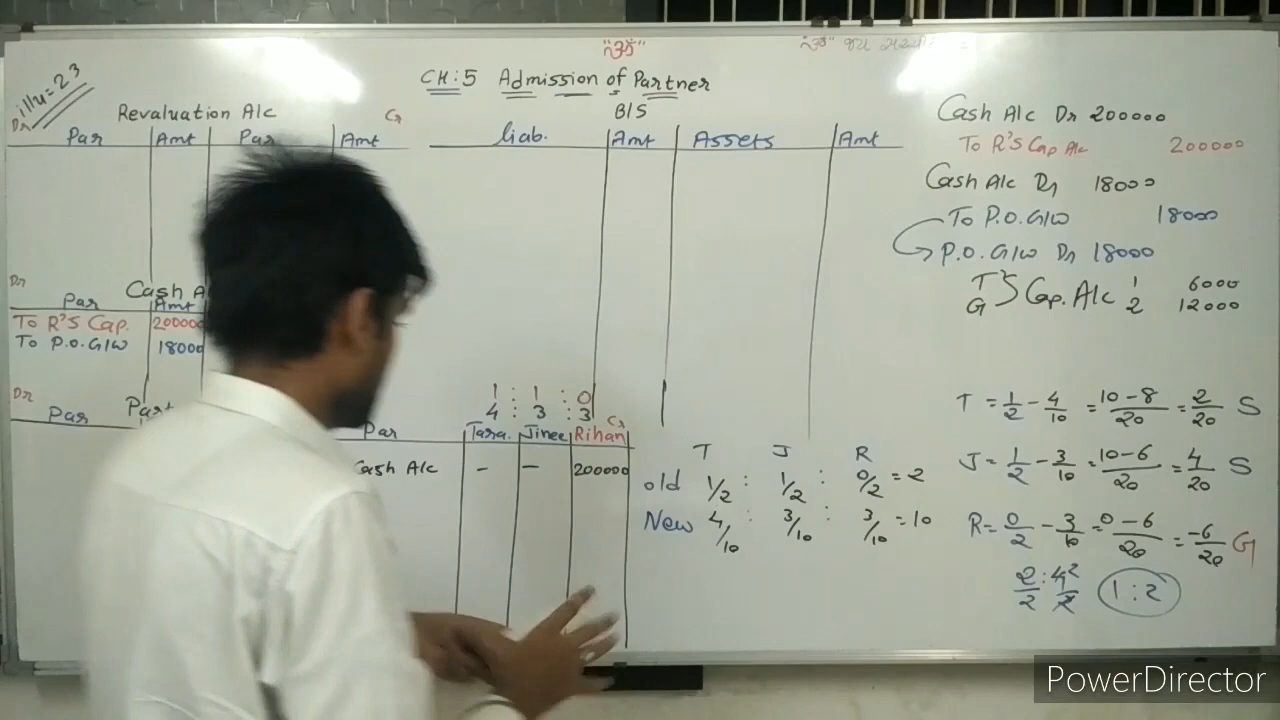 "ૐ"
"ૐ" જય
CH:5 Admission of Partner
illu=23
Revaluation A/c
Dr
Cr
Par Amt Par Amt
B/S
Liab. Amt Assets Amt
Dr
Cash A
Par Amt
To R's Cap. 200000
To P.O.G/W 18000
1 : 1 : 0
4 : 3 : 3
Dr
Cr
Par
Par Tara. Jinee Rihan
Cash A/c - - 200000
T J R
old 1/2 : 1/2 : 0/2 = 2
New 4/10 : 3/10 : 3/10 = 10
Cash A/c Dr 200000
To R's Cap A/c 200000
Cash A/c Dr 18000
To P.O. G/W 18000
P.O. G/W Dr 18000
T 1 6000
G } Cap. A/c 2 12000
T = 1/2 - 4/10 = 10-8/20 = 2/20 S
J = 1/2 - 3/10 = 10-6/20 = 4/20 S
R = 0/2 - 3/10 = 0-6/20 = -6/20 G
2/2 : 4/2 2 1:2
PowerDirector